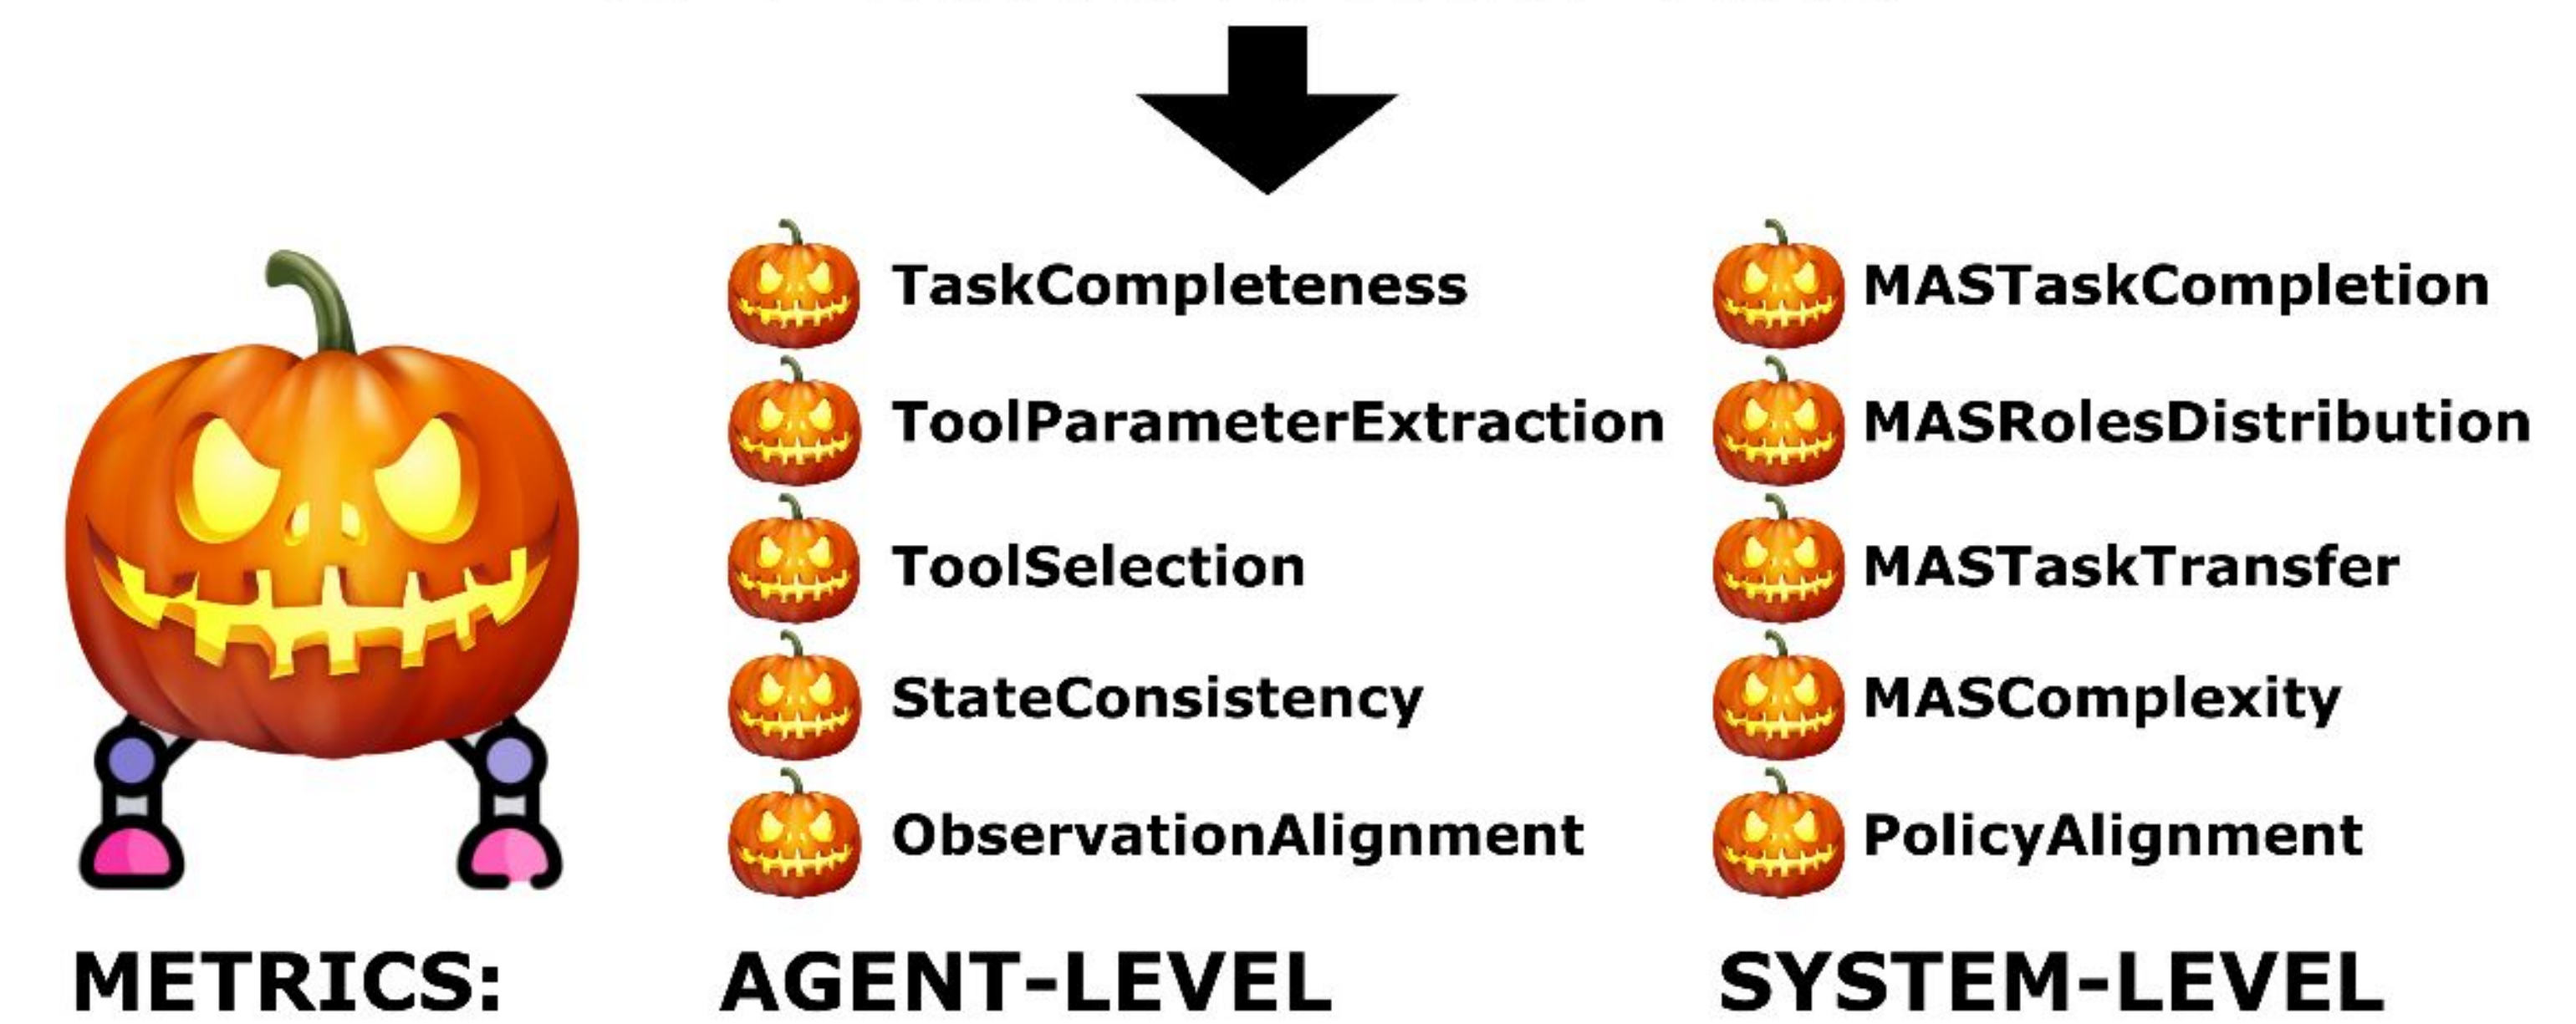 TaskCompleteness
ToolParameterExtraction
ToolSelection
StateConsistency
ObservationAlignment
MASTaskCompletion
MASRolesDistribution
MASTaskTransfer
MASComplexity
PolicyAlignment
METRICS:
AGENT-LEVEL
SYSTEM-LEVEL